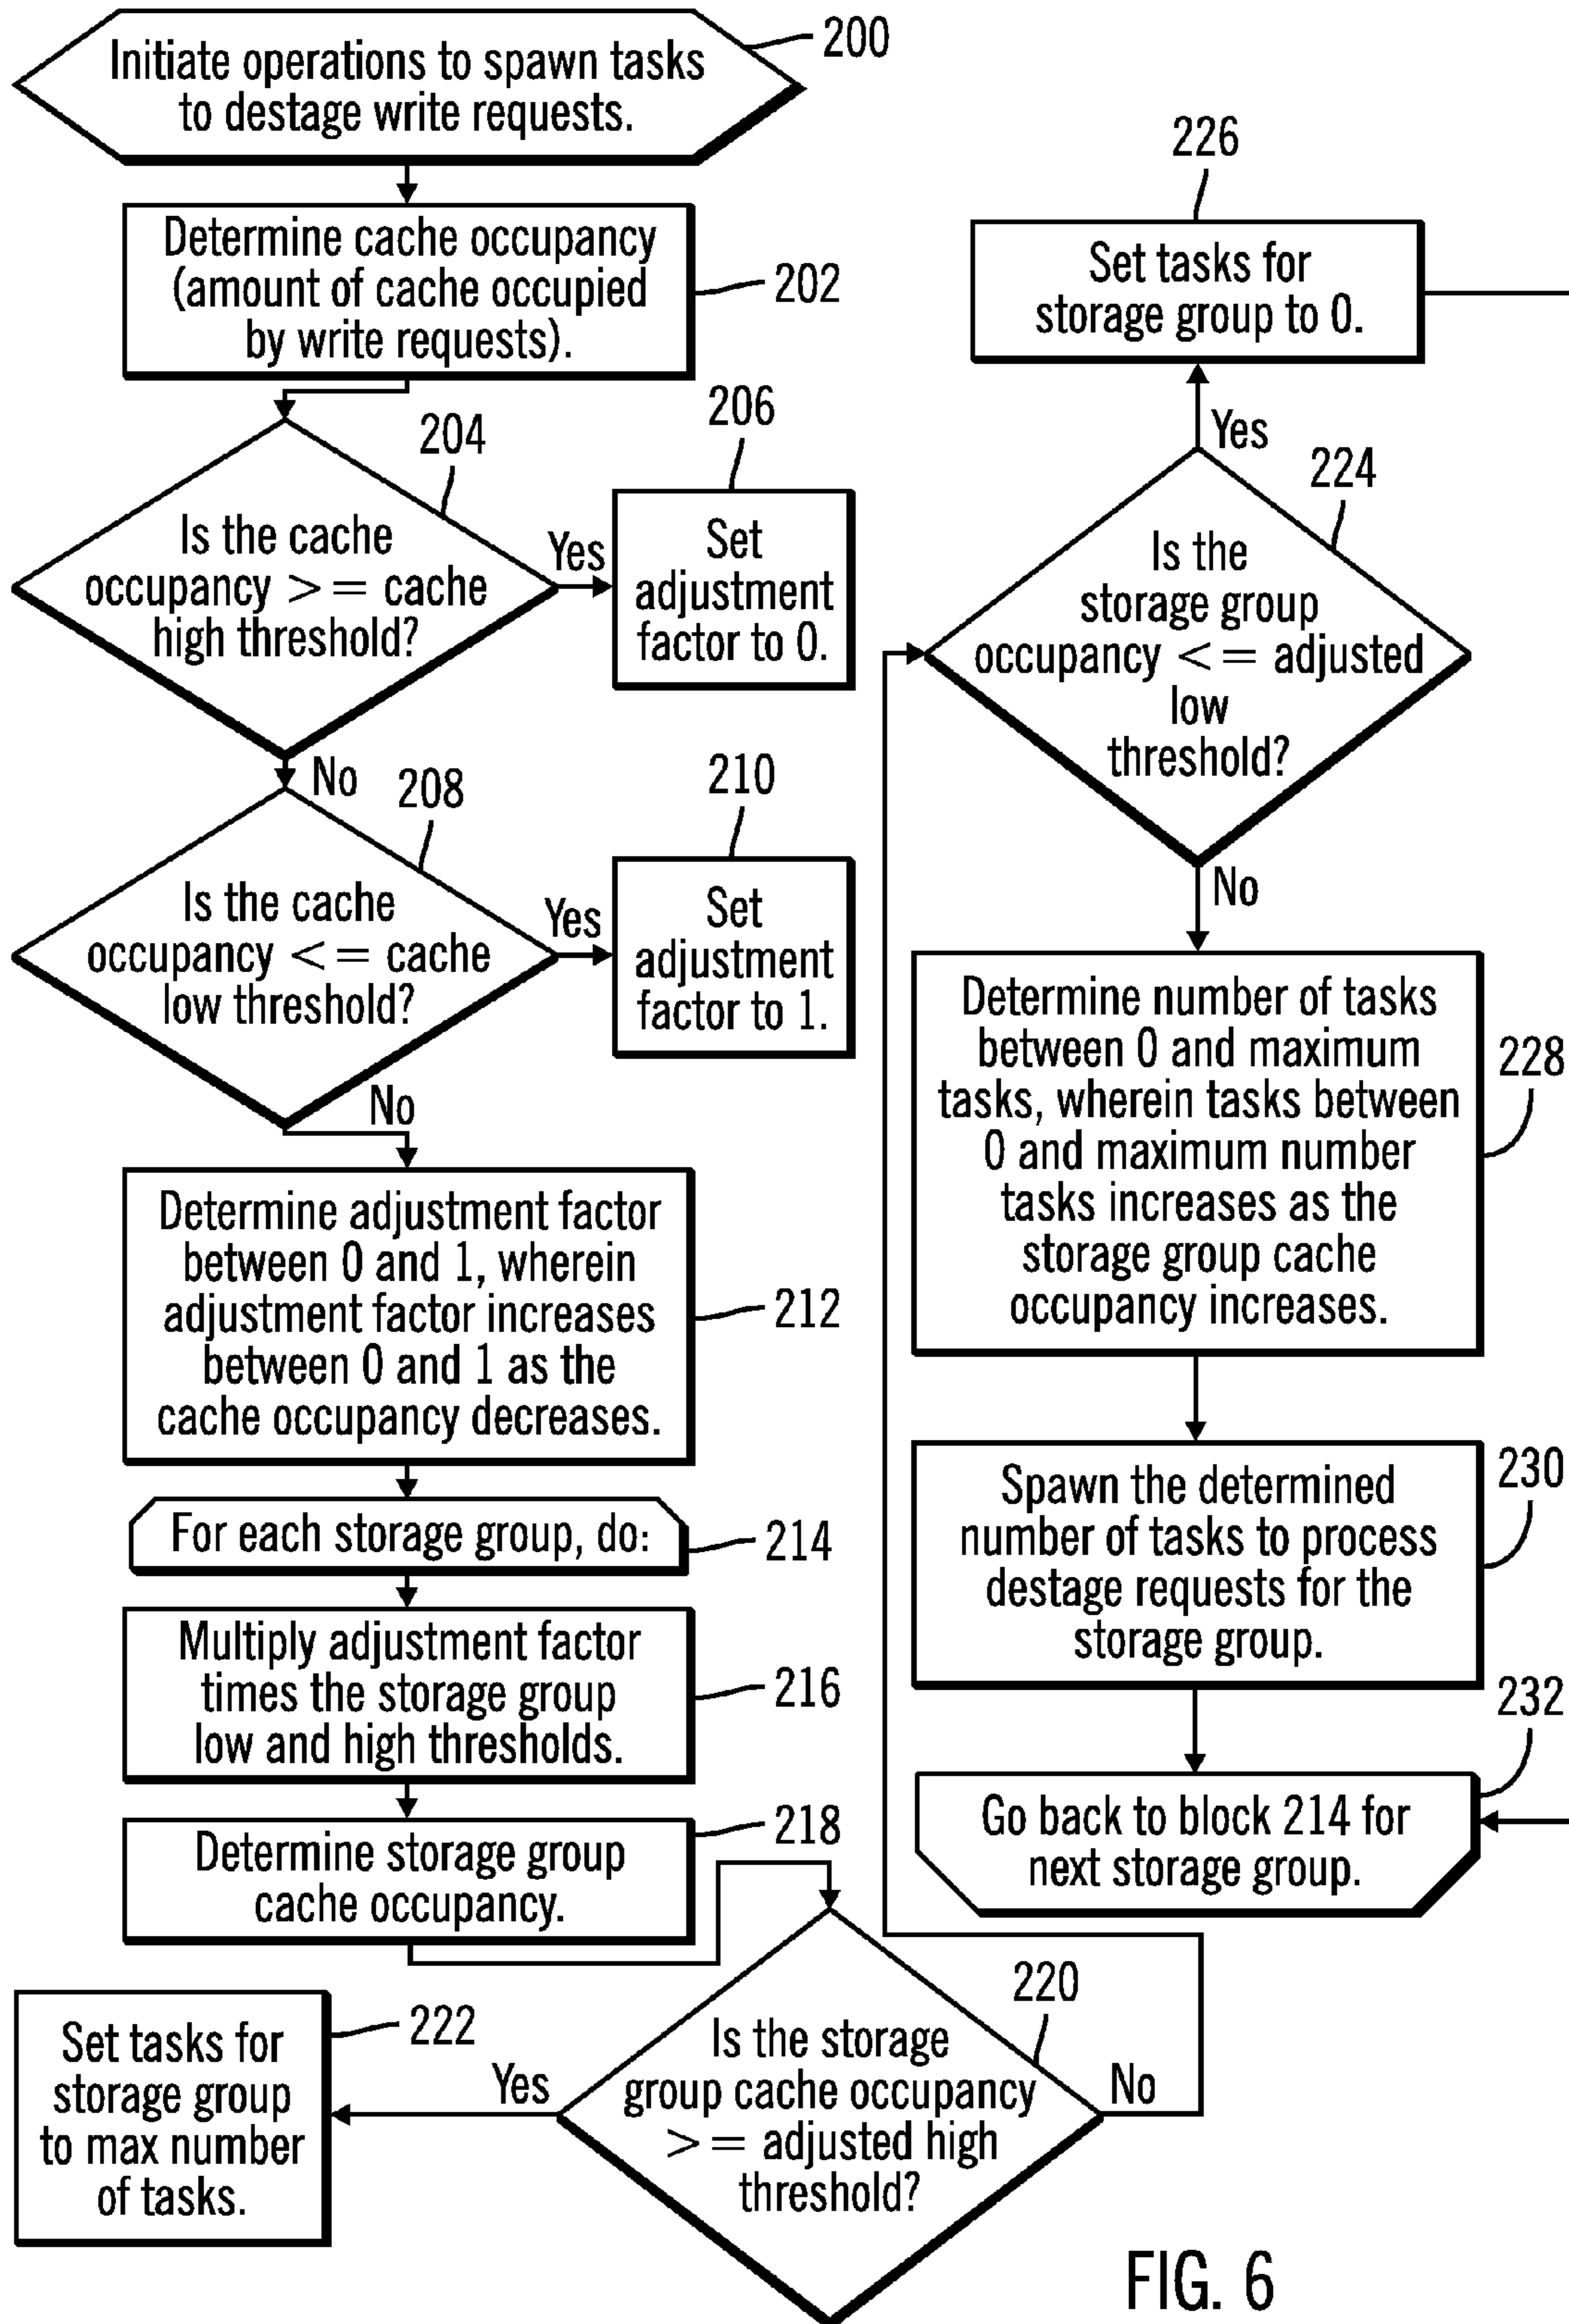 200
Initiate operations to spawn tasks
to destage write requests.
Determine cache occupancy
(amount of cache occupied
by write requests).
202
204
Is the cache
occupancy >= cache
high threshold?
Yes
206
Set
adjustment
factor to 0.
No
208
Is the cache
occupancy <= cache
low threshold?
Yes
210
Set
adjustment
factor to 1.
No
Determine adjustment factor
between 0 and 1, wherein
adjustment factor increases
between 0 and 1 as the
cache occupancy decreases.
212
For each storage group, do:
214
Multiply adjustment factor
times the storage group
low and high thresholds.
216
Determine storage group
cache occupancy.
218
220
Is the storage
group cache occupancy
>= adjusted high
threshold?
Yes
No
222
Set tasks for
storage group
to max number
of tasks.
226
Set tasks for
storage group to 0.
Yes
224
Is the
storage group
occupancy <= adjusted
low
threshold?
No
Determine number of tasks
between 0 and maximum
tasks, wherein tasks between
0 and maximum number
tasks increases as the
storage group cache
occupancy increases.
228
Spawn the determined
number of tasks to process
destage requests for the
storage group.
230
232
Go back to block 214 for
next storage group.
FIG. 6